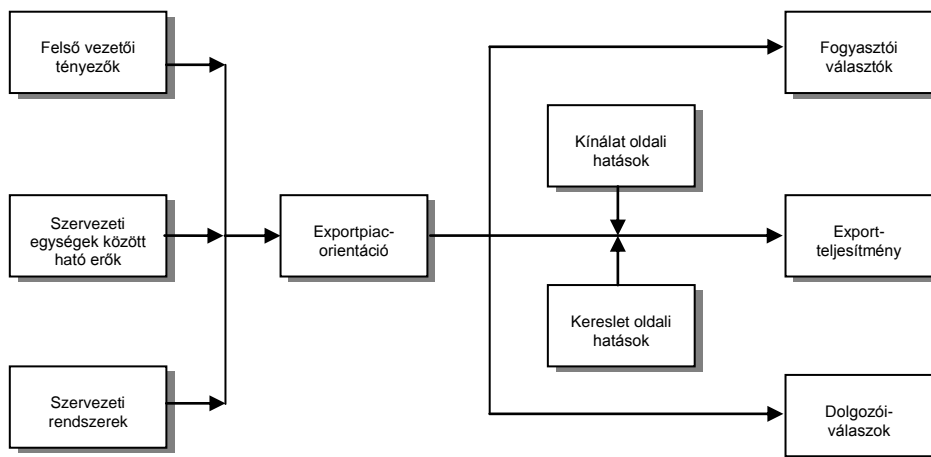 Felső vezetői
tényezők
Szervezeti
egységek között
ható erők
Szervezeti
rendszerek
Exportpiac-
orientáció
Kínálat oldali
hatások
Kereslet oldali
hatások
Fogyasztói
választók
Export-
teljesítmény
Dolgozói-
válaszok